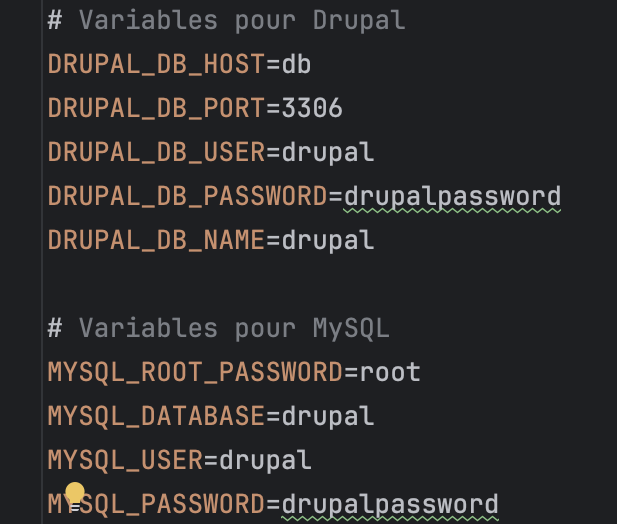 # Variables pour Drupal
DRUPAL_DB_HOST=db
DRUPAL_DB_PORT=3306
DRUPAL_DB_USER=drupal
DRUPAL_DB_PASSWORD=drupalpassword
DRUPAL_DB_NAME=drupal
# Variables pour MySQL
MYSQL_ROOT_PASSWORD=root
MYSQL_DATABASE=drupal
MYSQL_USER=drupal
MYSQL_PASSWORD=drupalpassword